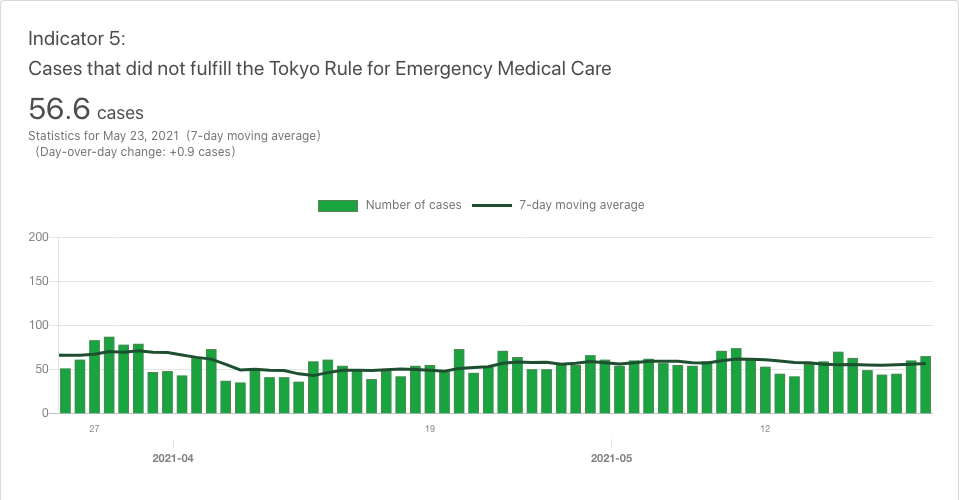 Indicator 5:
Cases that did not fulfill the Tokyo Rule for Emergency Medical Care
56.6 cases
Statistics for May 23, 2021 (7-day moving average)
(Day-over-day change: +0.9 cases)
Number of cases 7-day moving average
200
150
100
50
0
27 19 12
2021-04 2021-05